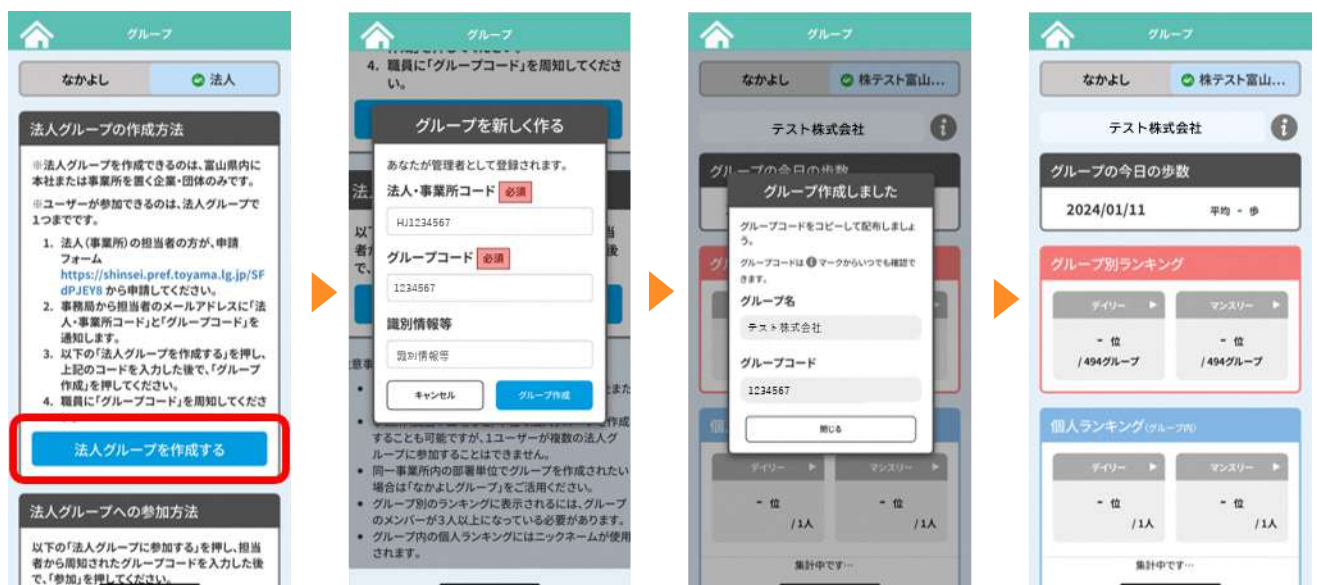 グループ
なかよし
法人
法人グループの作成方法
※法人グループを作成できるのは、富山県内に
本社または事業所を置く企業・団体のみです。
※ユーザーが参加できるのは、法人グループで
1つまでです。
1. 法人(事業所)の担当者の方が、申請
フォーム
https://shinsei.pref.toyama.lg.jp/SF
dPJEY8 から申請してください。
2. 事務局から担当者のメールアドレスに「法
人・事業所コード」と「グループコード」を
通知します。
3. 以下の「法人グループを作成する」を押し、
上記のコードを入力した後で、「グループ
作成」を押してください。
4. 職員に「グループコード」を周知してくださ
法人グループを作成する
法人グループへの参加方法
以下の「法人グループに参加する」を押し、担当
者から周知されたグループコードを入力した後
で、「参加」を押してください。
グループ
4. 職員に「グループコード」を周知してくださ
い。
グループを新しく作る
あなたが管理者として登録されます。
法人・事業所コード 必須
HJ1234567
グループコード 必須
1234567
識別情報等
識別情報等
キャンセル
グループ作成
することも可能ですが、1ユーザーが複数の法人グ
ループに参加することはできません。
• 同一事業所内の部署単位でグループを作成されたい
場合は「なかよしグループ」をご活用ください。
• グループ別のランキングに表示されるには、グループ
のメンバーが3人以上になっている必要があります。
• グループ内の個人ランキングにはニックネームが使用
されます。
グループ
なかよし
株テスト富山...
テスト株式会社
グループの今日の歩数
グループ作成しました
グループコードをコピーして配布しましょ
う。
グループコードは i マークからいつでも確認で
きます。
グループ名
テスト株式会社
グループコード
1234567
閉じる
デイリー
マンスリー
- 位
- 位
/1人
/1人
集計中です…
グループ
なかよし
株テスト富山...
テスト株式会社
グループの今日の歩数
2024/01/11
平均 - 歩
グループ別ランキング
デイリー
マンスリー
- 位
- 位
/494グループ
/494グループ
個人ランキング(グループ内)
デイリー
マンスリー
- 位
- 位
/1人
/1人
集計中です…